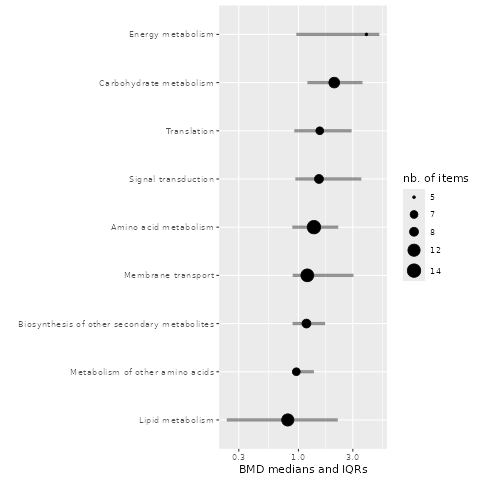 Energy metabolism
Carbohydrate metabolism
Translation
Signal transduction
Amino acid metabolism
Membrane transport
Biosynthesis of other secondary metabolites
Metabolism of other amino acids
Lipid metabolism
0.3 1.0 3.0
BMD medians and IQRs
nb. of items
5
7
8
12
14